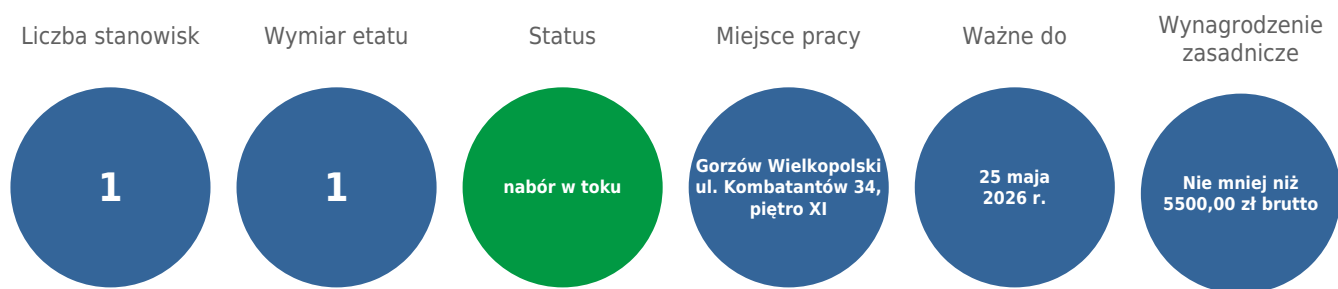 Liczba stanowisk
1
Wymiar etatu
1
Status
nabór w toku
Miejsce pracy
Gorzów Wielkopolski
ul. Kombatantów 34,
piętro XI
Ważne do
25 maja
2026 r.
Wynagrodzenie
zasadnicze
Nie mniej niż
5500,00 zł brutto